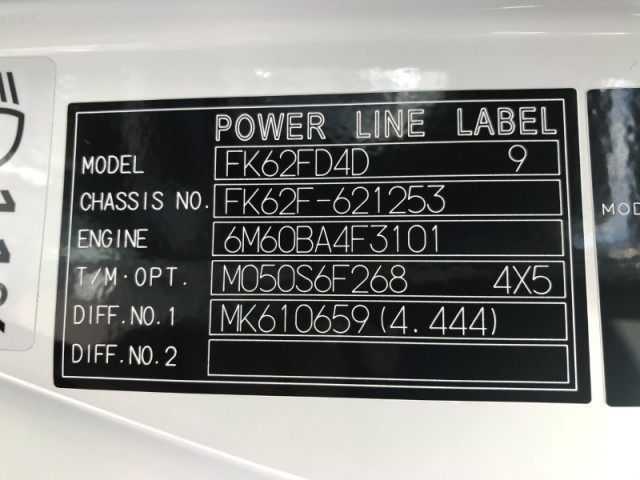 POWER LINE LABEL
MODEL FK62FD4D 9
CHASSIS NO. FK62F-621253
ENGINE 6M60BA4F3101
T/M·OPT. M050S6F268 4X5
DIFF.NO.1 MK610659(4.444)
DIFF.NO.2
MOD